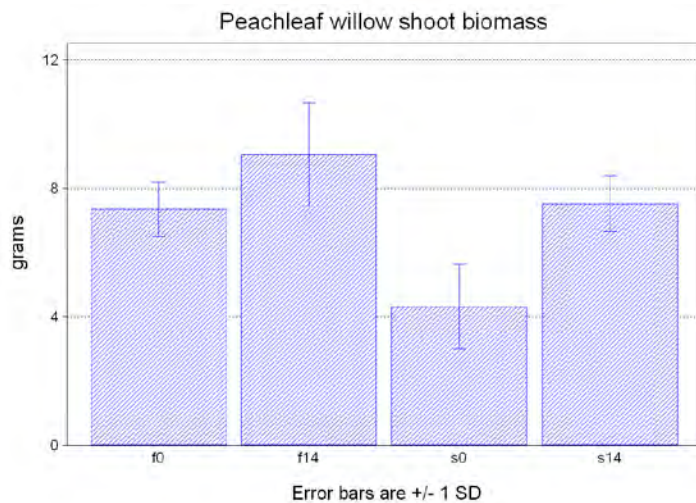 Peachleaf willow shoot biomass
12
8
4
0
grams
f0 f14 s0 s14
Error bars are +/- 1 SD